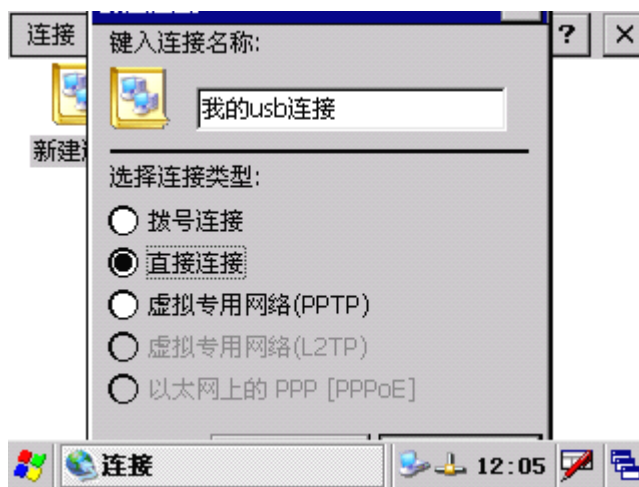 连接
?
×
键入连接名称:
我的usb连接
新建
选择连接类型:
拨号连接
直接连接
虚拟专用网络(PPTP)
虚拟专用网络(L2TP)
以太网上的 PPP [PPPoE]
连接
12:05